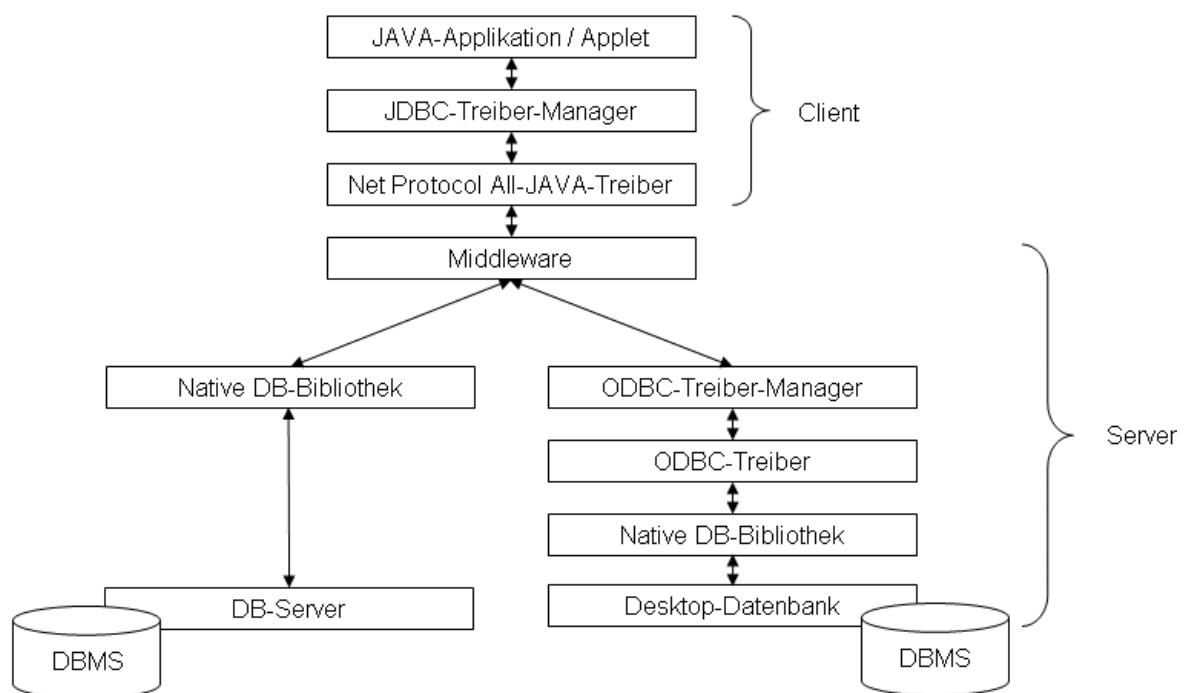 JAVA-Applikation / Applet
JDBC-Treiber-Manager
Client
Net Protocol All-JAVA-Treiber
Middleware
Native DB-Bibliothek
ODBC-Treiber-Manager
Server
ODBC-Treiber
Native DB-Bibliothek
DB-Server
Desktop-Datenbank
DBMS
DBMS